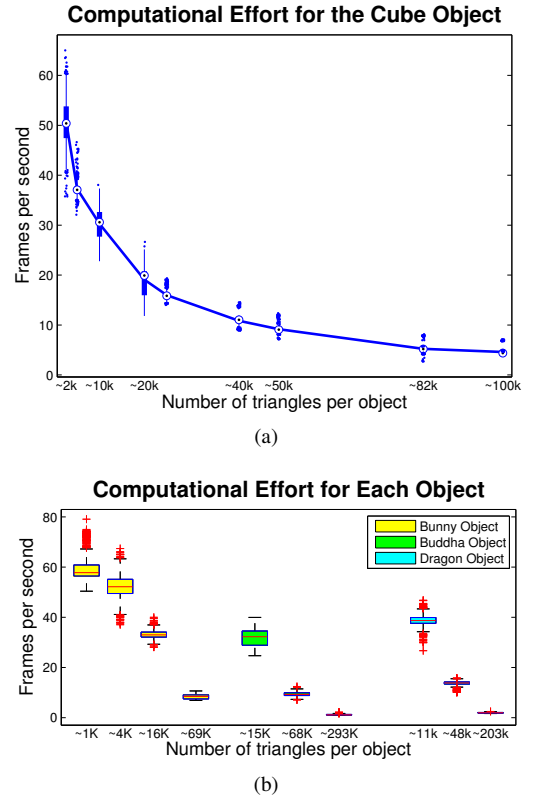 Computational Effort for the Cube Object
Frames per second
60
50
40
30
20
10
0
~2k ~10k ~20k ~40k ~50k ~82k ~100k
Number of triangles per object
(a)
Computational Effort for Each Object
Frames per second
80
60
40
20
0
Bunny Object
Buddha Object
Dragon Object
~1K ~4K ~16K ~69K ~15K ~68K ~293K ~11k ~48k ~203k
Number of triangles per object
(b)